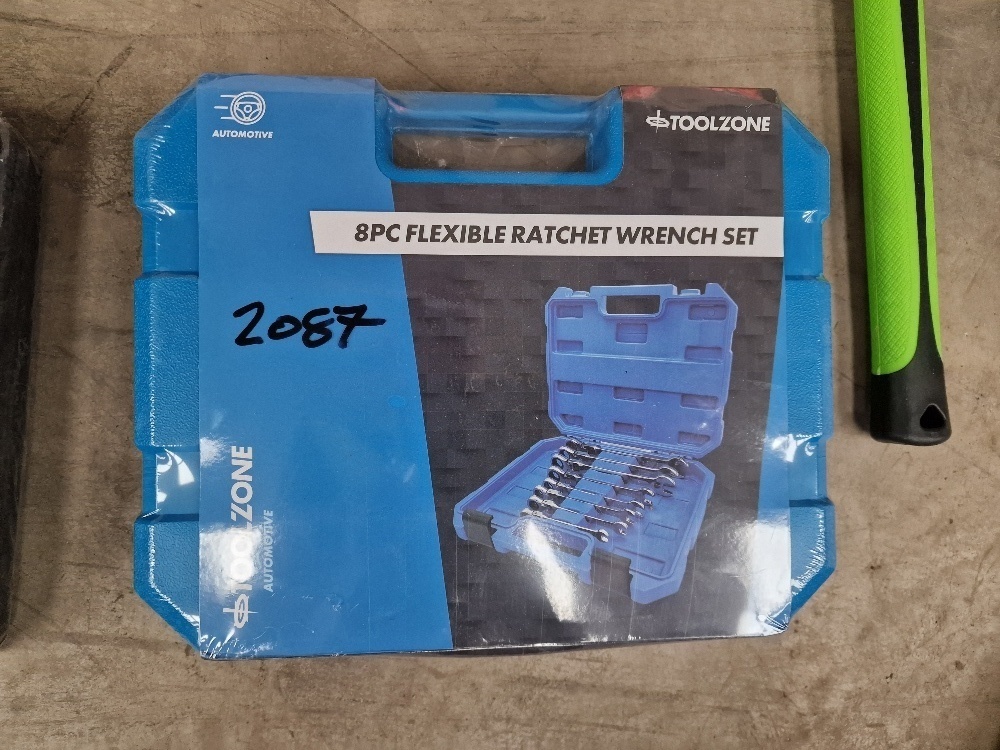 AUTOMOTIVE
TOOLZONE
8PC FLEXIBLE RATCHET WRENCH SET
2087
TOOLZONE
AUTOMOTIVE